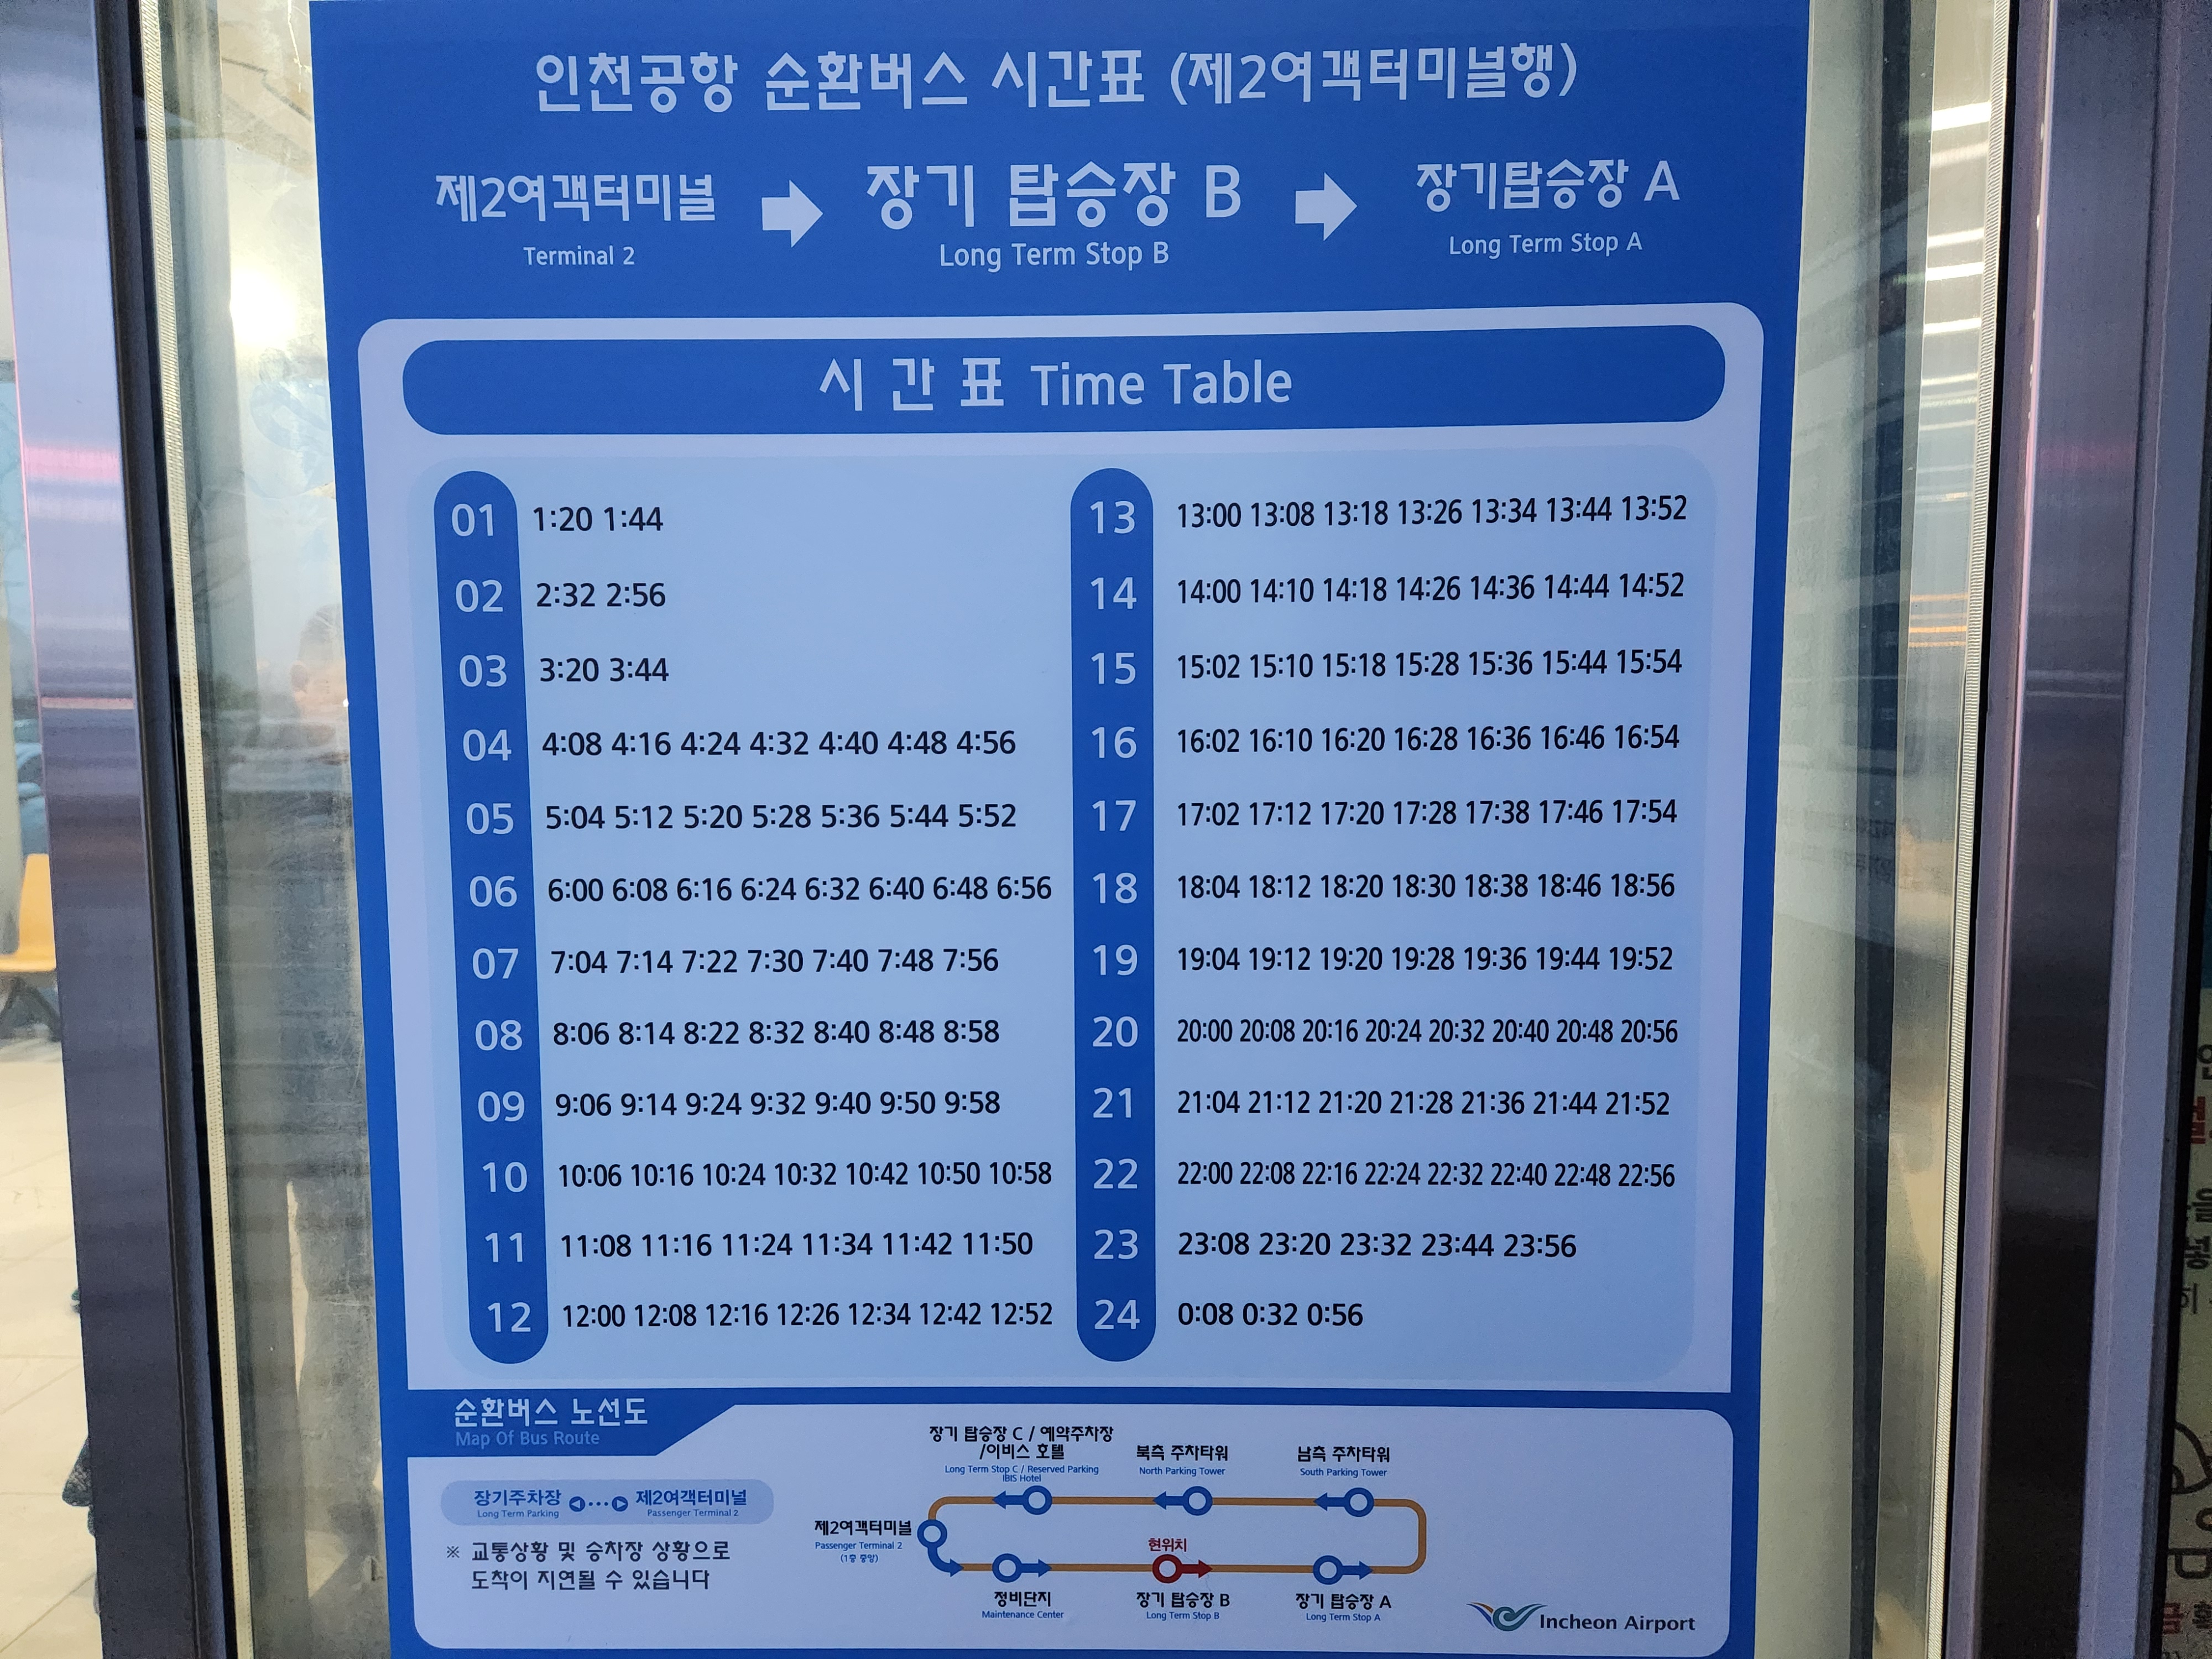 인천공항 순환버스 시간표 (제2여객터미널행)
제2여객터미널 장기 탑승장 B 장기탑승장 A
Terminal 2 Long Term Stop B Long Term Stop A
시 간 표 Time Table
01 1:20 1:44
02 2:32 2:56
03 3:20 3:44
04 4:08 4:16 4:24 4:32 4:40 4:48 4:56
05 5:04 5:12 5:20 5:28 5:36 5:44 5:52
06 6:00 6:08 6:16 6:24 6:32 6:40 6:48 6:56
07 7:04 7:14 7:22 7:30 7:40 7:48 7:56
08 8:06 8:14 8:22 8:32 8:40 8:48 8:58
09 9:06 9:14 9:24 9:32 9:40 9:50 9:58
10 10:06 10:16 10:24 10:32 10:42 10:50 10:58
11 11:08 11:16 11:24 11:34 11:42 11:50
12 12:00 12:08 12:16 12:26 12:34 12:42 12:52
13 13:00 13:08 13:18 13:26 13:34 13:44 13:52
14 14:00 14:10 14:18 14:26 14:36 14:44 14:52
15 15:02 15:10 15:18 15:28 15:36 15:44 15:54
16 16:02 16:10 16:20 16:28 16:36 16:46 16:54
17 17:02 17:12 17:20 17:28 17:38 17:46 17:54
18 18:04 18:12 18:20 18:30 18:38 18:46 18:56
19 19:04 19:12 19:20 19:28 19:36 19:44 19:52
20 20:00 20:08 20:16 20:24 20:32 20:40 20:48 20:56
21 21:04 21:12 21:20 21:28 21:36 21:44 21:52
22 22:00 22:08 22:16 22:24 22:32 22:40 22:48 22:56
23 23:08 23:20 23:32 23:44 23:56
24 0:08 0:32 0:56
순환버스 노선도
Map Of Bus Route
장기주차장 제2여객터미널
Long Term Parking Passenger Terminal 2
※ 교통상황 및 승차장 상황으로
도착이 지연될 수 있습니다
장기 탑승장 C / 예약주차장
/이비스 호텔
Long Term Stop C / Reserved Parking
IBIS Hotel
북측 주차타워
North Parking Tower
남측 주차타워
South Parking Tower
제2여객터미널
Passenger Terminal 2
(1층 중앙)
정비단지
Maintenance Center
현위치
장기 탑승장 B
Long Term Stop B
장기 탑승장 A
Long Term Stop A
Incheon Airport